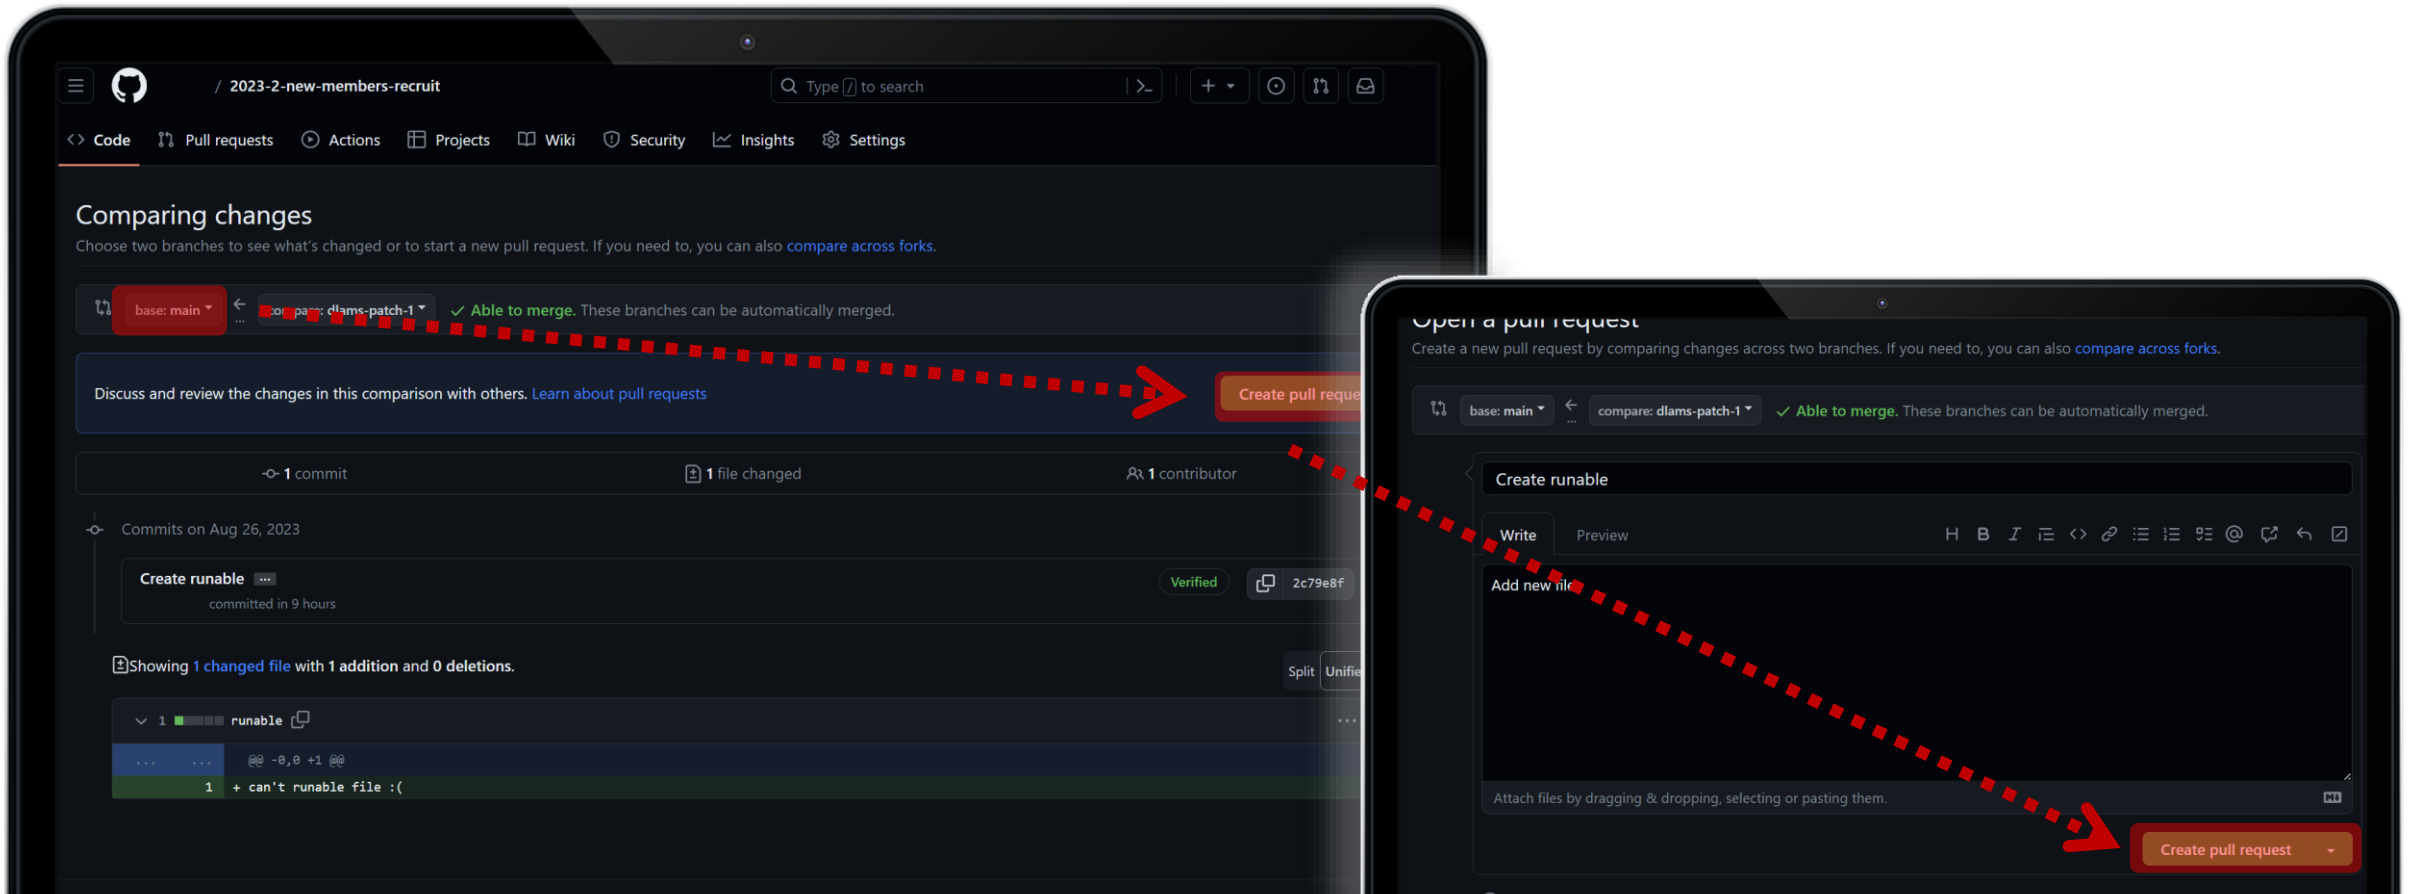 / 2023-2-new-members-recruit
Type / to search
Code Pull requests Actions Projects Wiki Security Insights Settings
Comparing changes
Choose two branches to see what's changed or to start a new pull request. If you need to, you can also compare across forks.
base: main compare: dlams-patch-1 Able to merge. These branches can be automatically merged.
Discuss and review the changes in this comparison with others. Learn about pull requests
Create pull reque
1 commit 1 file changed 1 contributor
Commits on Aug 26, 2023
Create runable ...
Verified 2c79e8f
committed in 9 hours
Showing 1 changed file with 1 addition and 0 deletions.
Split Unifie
1 runable
... ... @@ -0,0 +1 @@
1 + can't runable file :(
Open a pull request
Create a new pull request by comparing changes across two branches. If you need to, you can also compare across forks.
base: main compare: dlams-patch-1 Able to merge. These branches can be automatically merged.
Create runable
Write Preview
Add new file
Attach files by dragging & dropping, selecting or pasting them.
Create pull request